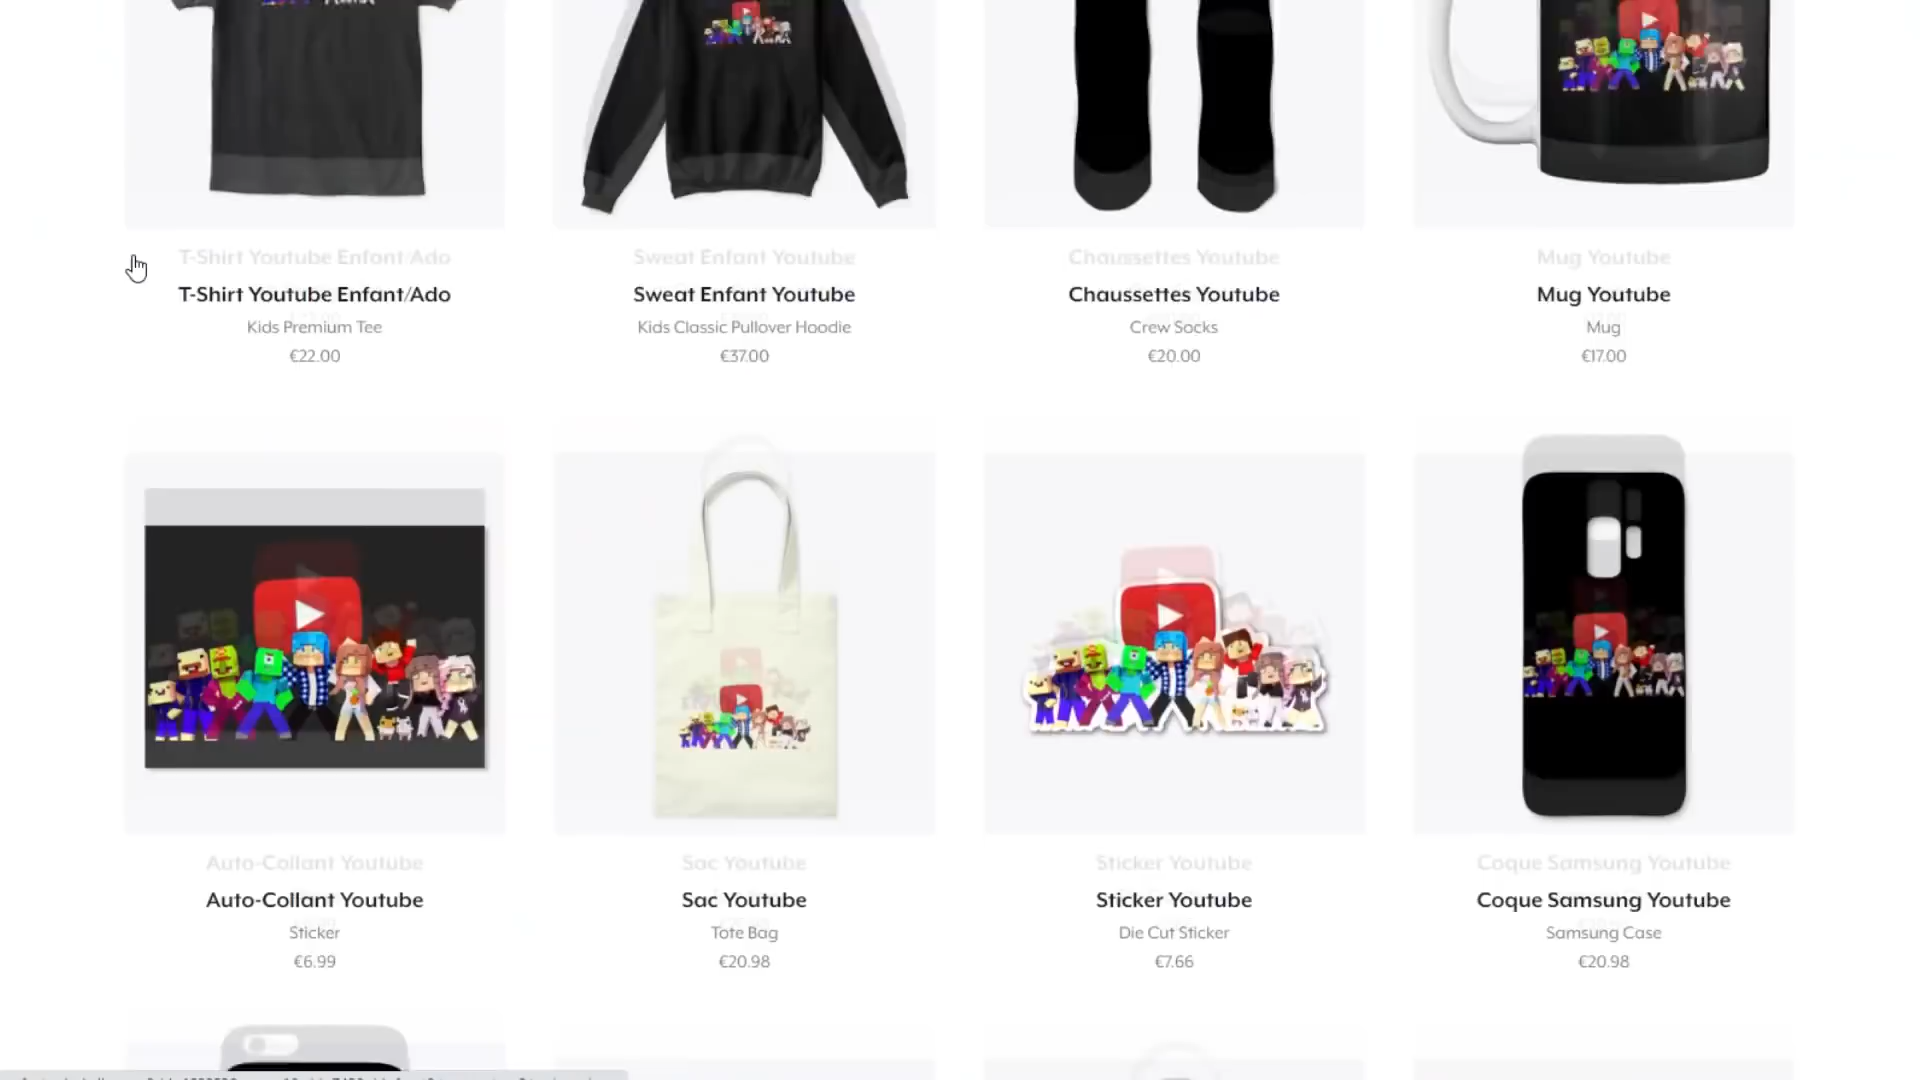 T-Shirt Youtube Enfant/Ado
Kids Premium Tee
€22.00
Sweat Enfant Youtube
Kids Classic Pullover Hoodie
€37.00
Chaussettes Youtube
Crew Socks
€20.00
Mug Youtube
Mug
€17.00
Auto-Collant Youtube
Sticker
€6.99
Sac Youtube
Tote Bag
€20.98
Sticker Youtube
Die Cut Sticker
€7.66
Coque Samsung Youtube
Samsung Case
€20.98